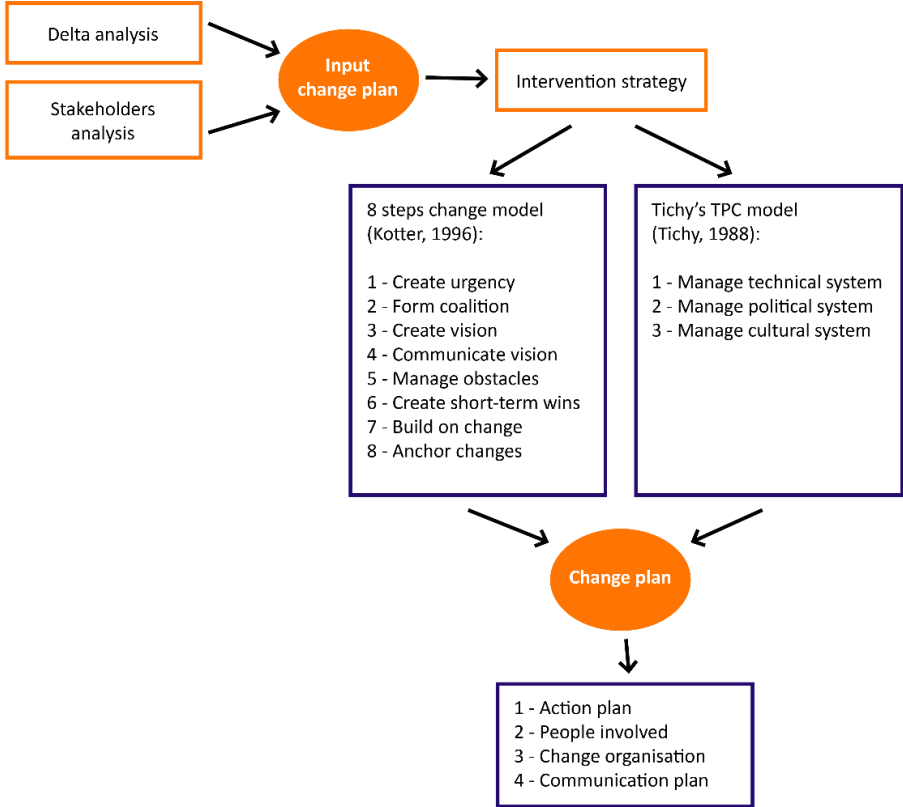 Delta analysis
Stakeholders
analysis
Input
change plan
Intervention strategy
8 steps change model
(Kotter, 1996):
1 - Create urgency
2 - Form coalition
3 - Create vision
4 - Communicate vision
5 - Manage obstacles
6 - Create short-term wins
7 - Build on change
8 - Anchor changes
Tichy’s TPC model
(Tichy, 1988):
1 - Manage technical system
2 - Manage political system
3 - Manage cultural system
Change plan
1 - Action plan
2 - People involved
3 - Change organisation
4 - Communication plan